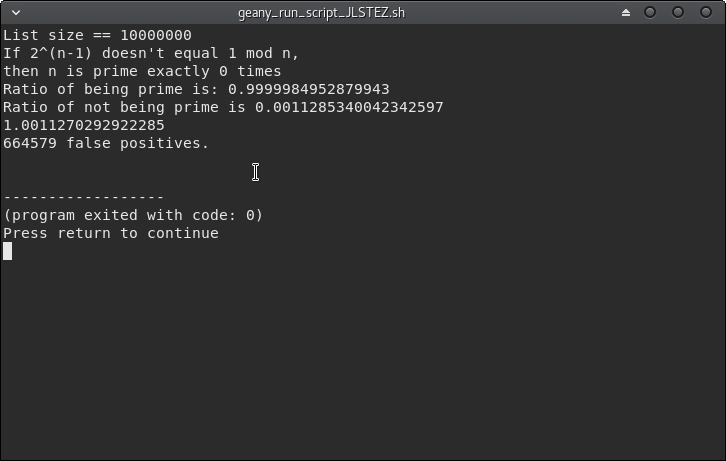 geany_run_script_JLSTEZ.sh
List size == 10000000
If 2^(n-1) doesn't equal 1 mod n,
then n is prime exactly 0 times
Ratio of being prime is: 0.9999984952879943
Ratio of not being prime is 0.0011285340042342597
1.0011270292922285
664579 false positives.
------------------
(program exited with code: 0)
Press return to continue